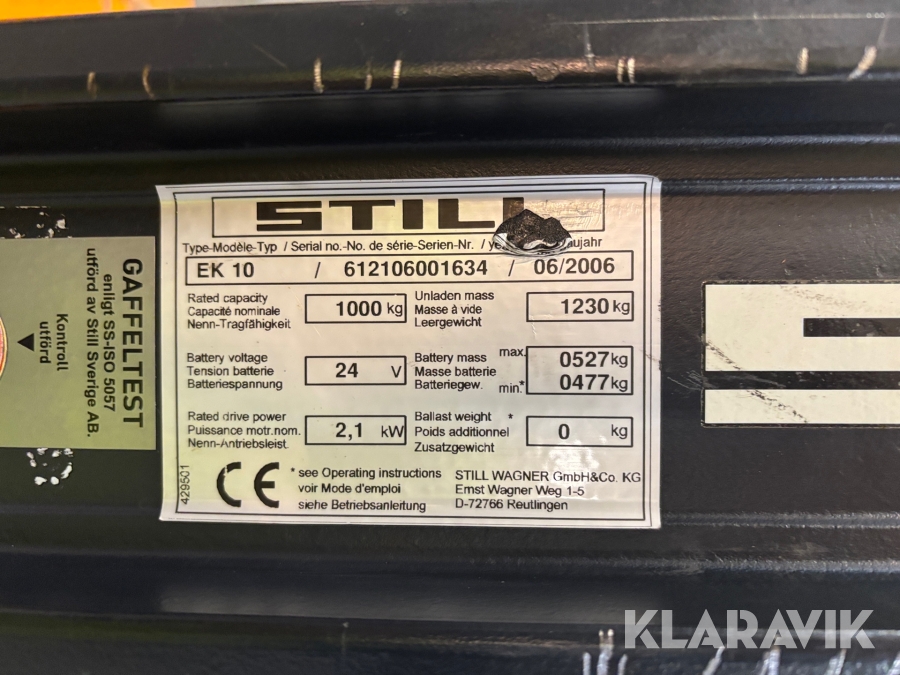 STILL
Type-Modèle-Typ / Serial no.-No. de série-Serien-Nr. /
EK 10 / 612106001634 / 06/2006
Rated capacity
Capacité nominale
Nenn-Tragfähigkeit
1000 kg
Unladen mass
Masse à vide
Leergewicht
1230 kg
Battery voltage
Tension batterie
Batteriespannung
24 V
Battery mass
Masse batterie
Batteriegew.
max. 0527 kg
min.* 0477 kg
Rated drive power
Puissance motr.nom.
Nenn-Antriebsleist.
2,1 kW
Ballast weight *
Poids additionnel
Zusatzgewicht
0 kg
429501
CE
* see Operating instructions
voir Mode d'emploi
siehe Betriebsanleitung
STILL WAGNER GmbH&Co. KG
Ernst Wagner Weg 1-5
D-72766 Reutlingen
GAFFELTEST
enligt SS-ISO 5057
utförd av Still Sverige AB.
Kontroll
utförd
KLARAVIK